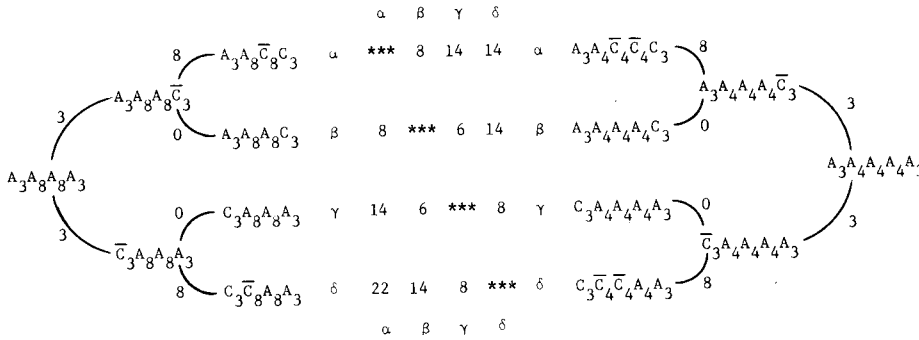 α β γ δ
8 A₃A₈C̅₈C₃ α *** 8 14 14 α A₃A₄C̅₄C̅₄C₃ 8
3 A₃A₈A₈C̅₃ A₃A₄A₄A₄C̅₃ 3
0 A₃A₈A₈C₃ β 8 *** 6 14 β A₃A₄A₄A₄C₃ 0
A₃A₈A₈A₃ A₃A₄A₄A₄A₃
0 C₃A₈A₈A₃ γ 14 6 *** 8 γ C₃A₄A₄A₄A₃ 0
3 C̅₃A₈A₈A₃ C̅₃A₄A₄A₄A₃ 3
8 C₃C̅₈A₈A₃ δ 22 14 8 *** δ C₃C̅₄C̅₄A₄A₃ 8
α β γ δ